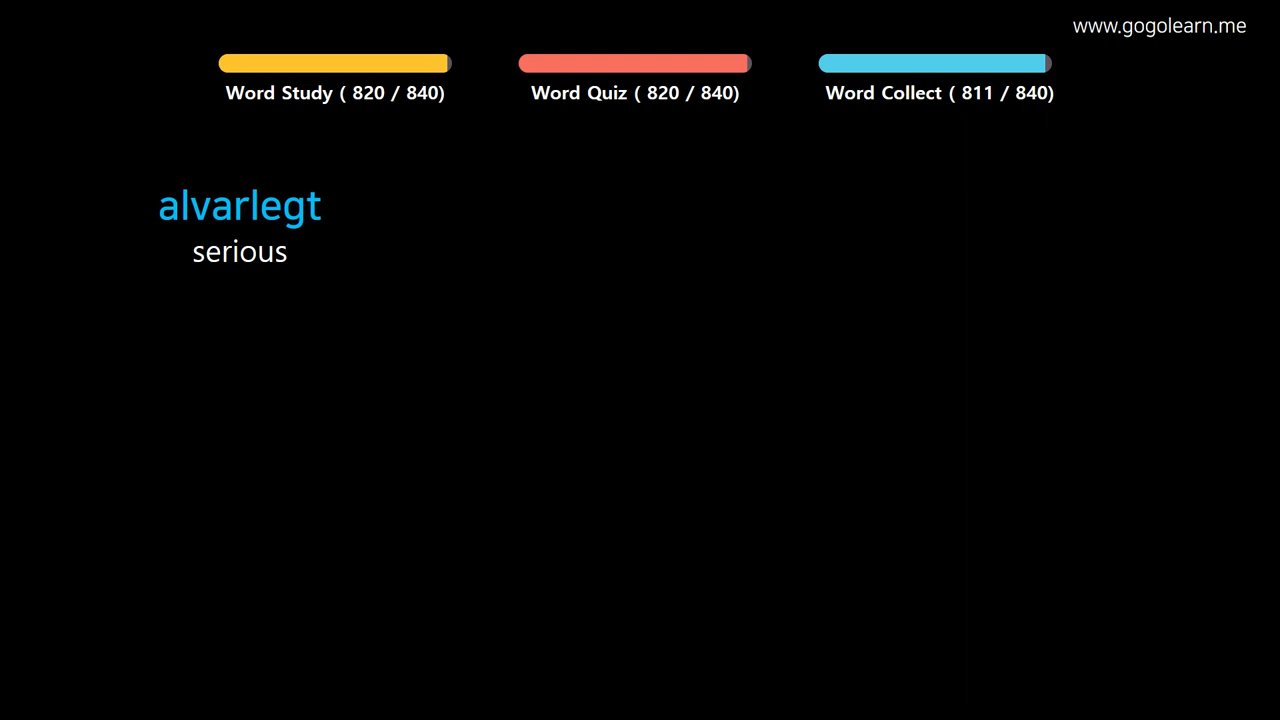 www.gogolearn.me
Word Study ( 820 / 840)
Word Quiz ( 820 / 840)
Word Collect ( 811 / 840)
alvarlegt
serious